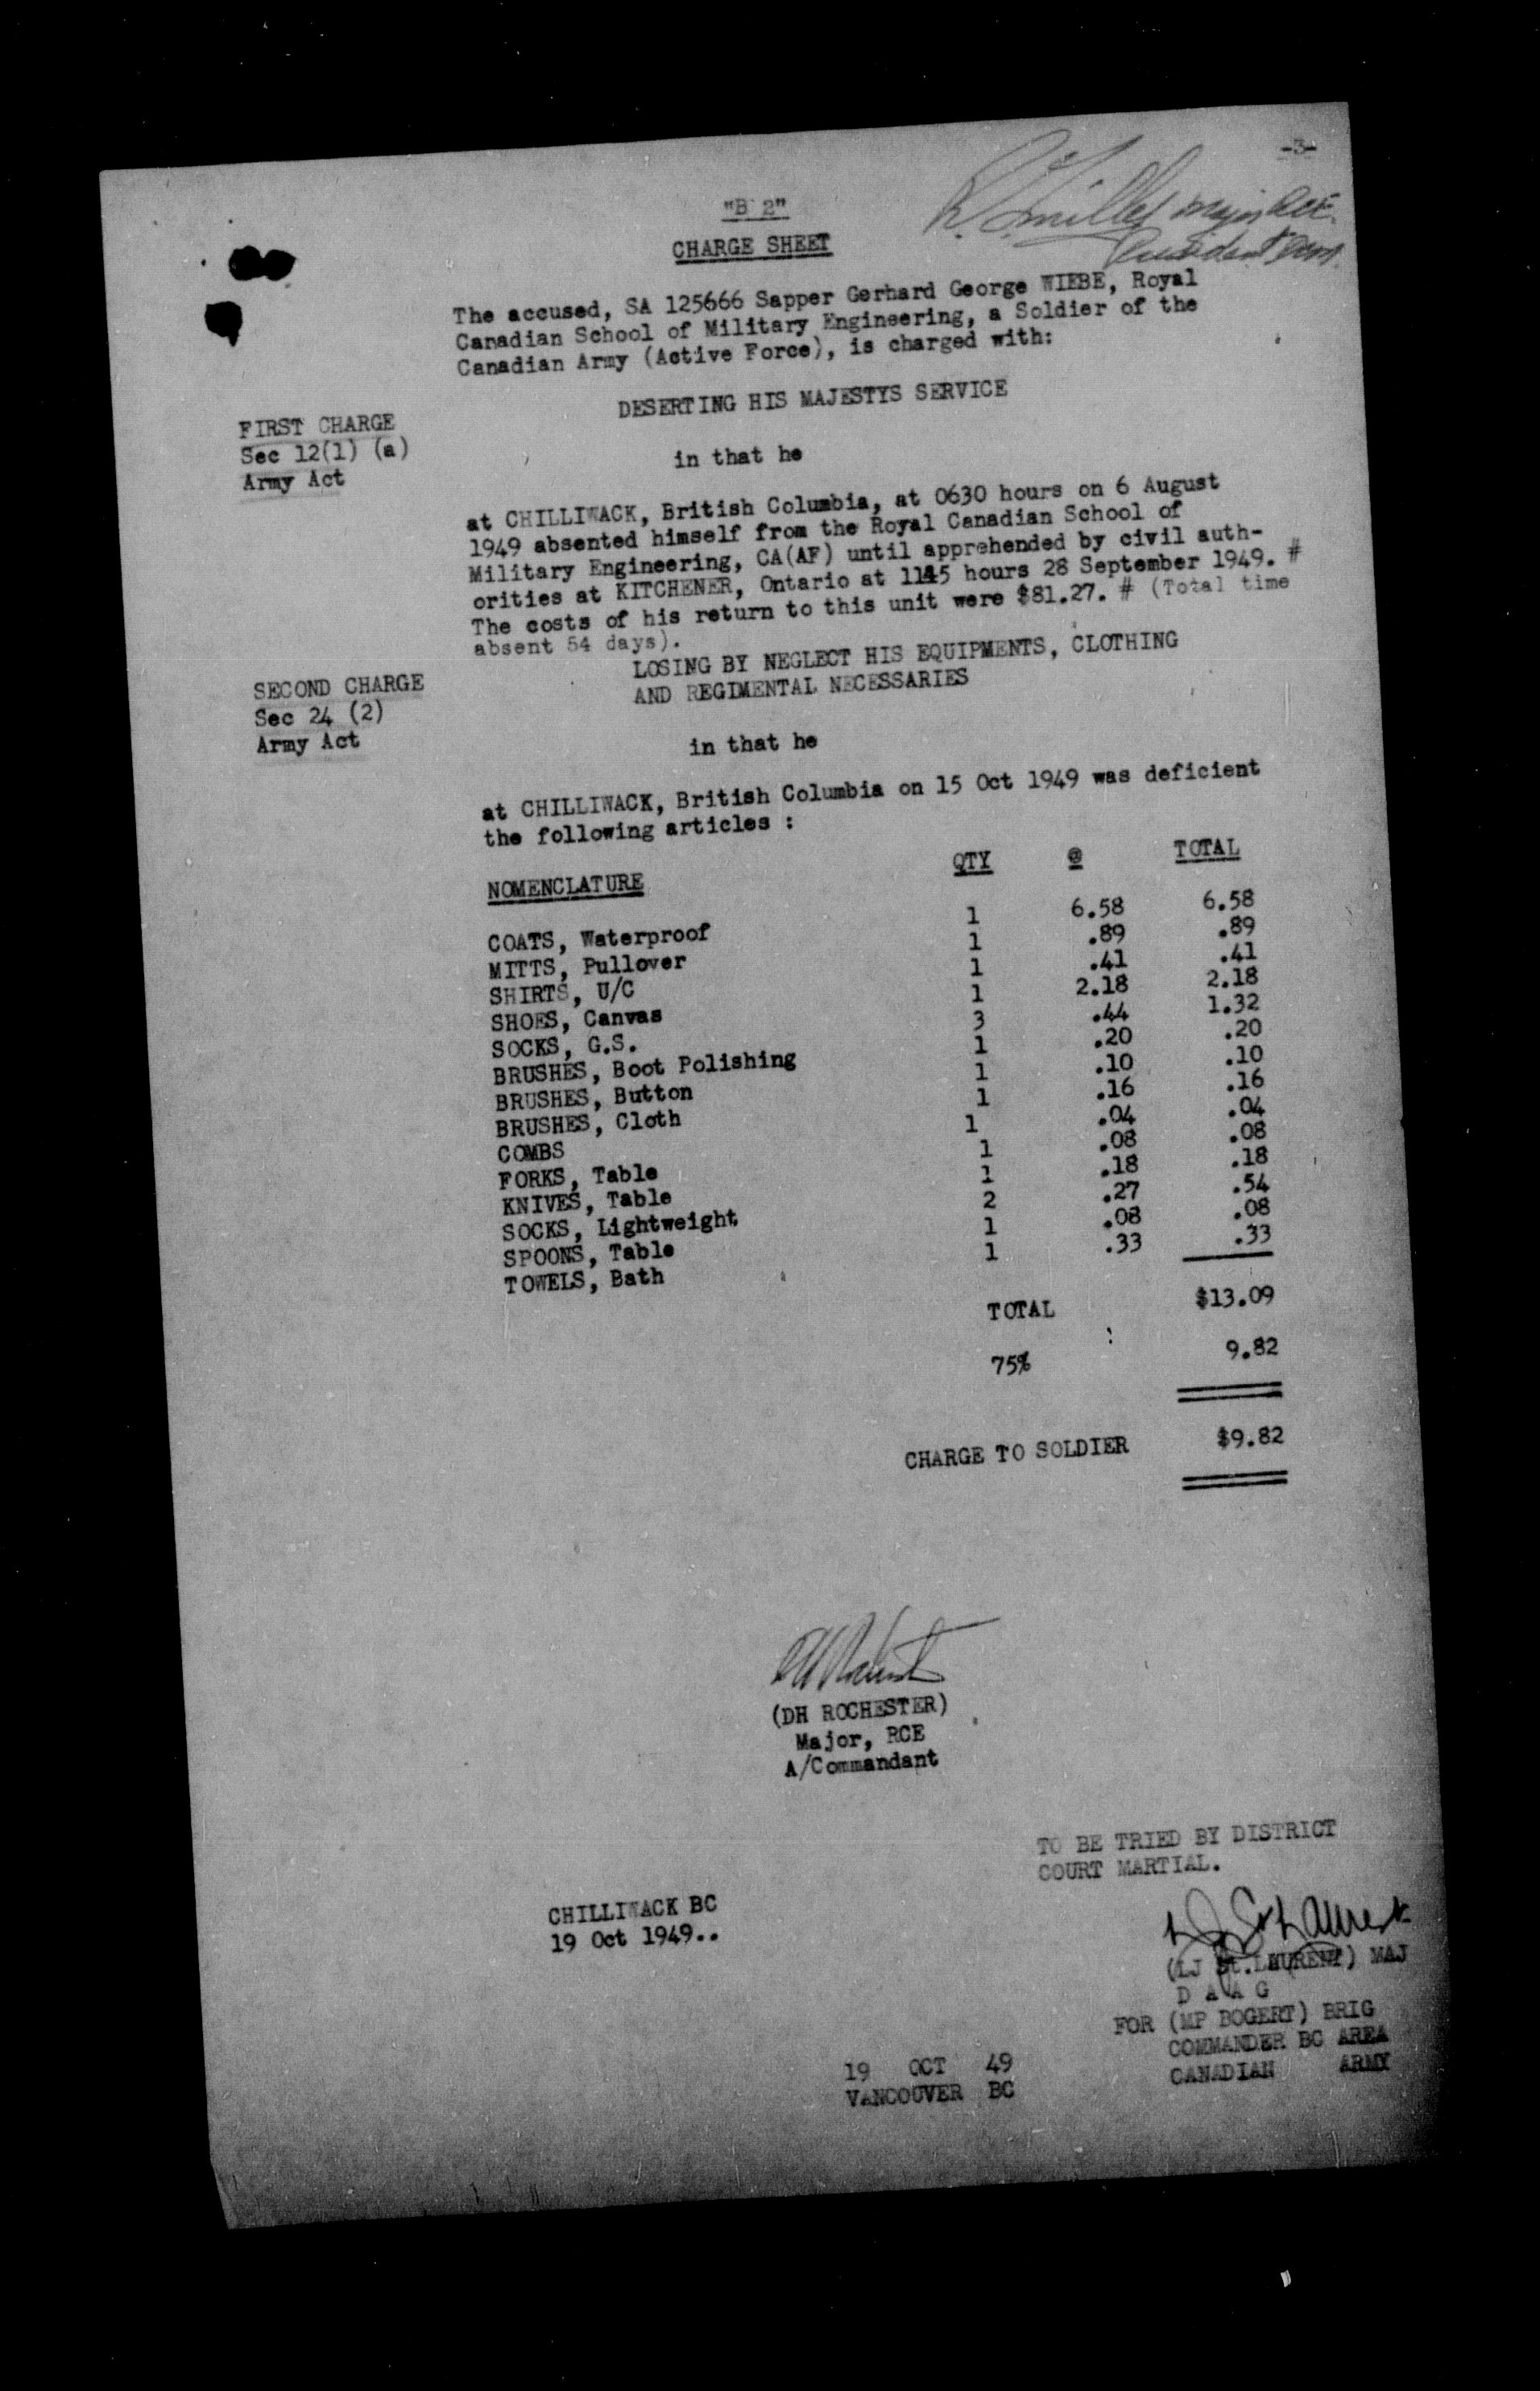 -3-
Major RCE
President DCM.
"B 2"
CHARGE SHEET
The accused, SA 125666 Sapper Gerhard George WIEBE, Royal
Canadian School of Military Engineering, a Soldier of the
Canadian Army (Active Force), is charged with:
FIRST CHARGE
Sec 12(1) (a)
Army Act
DESERTING HIS MAJESTYS SERVICE
in that he
at CHILLIWACK, British Columbia, at 0630 hours on 6 August
1949 absented himself from the Royal Canadian School of
Military Engineering, CA(AF) until apprehended by civil auth-
orities at KITCHENER, Ontario at 1145 hours 28 September 1949. #
The costs of his return to this unit were $81.27. # (Total time
absent 54 days).
SECOND CHARGE
Sec 24 (2)
Army Act
LOSING BY NEGLECT HIS EQUIPMENTS, CLOTHING
AND REGIMENTAL NECESSARIES
in that he
at CHILLIWACK, British Columbia on 15 Oct 1949 was deficient
the following articles :
NOMENCLATURE QTY @ TOTAL
COATS, Waterproof 1 6.58 6.58
MITTS, Pullover 1 .89 .89
SHIRTS, U/C 1 .41 .41
SHOES, Canvas 1 2.18 2.18
SOCKS, G.S. 3 .44 1.32
BRUSHES, Boot Polishing 1 .20 .20
BRUSHES, Button 1 .10 .10
BRUSHES, Cloth 1 .16 .16
COMBS 1 .04 .04
FORKS, Table 1 .08 .08
KNIVES, Table 1 .18 .18
SOCKS, Lightweight 2 .27 .54
SPOONS, Table 1 .08 .08
TOWELS, Bath 1 .33 .33
TOTAL $13.09
75% 9.82
CHARGE TO SOLDIER $9.82
(DH ROCHESTER)
Major, RCE
A/Commandant
TO BE TRIED BY DISTRICT
COURT MARTIAL.
CHILLIWACK BC
19 Oct 1949..
LJ St Laurent
(LJ St.LAURENT) MAJ
D A A G
FOR (MP BOGERT) BRIG
COMMANDER BC AREA
CANADIAN ARMY
19 OCT 49
VANCOUVER BC